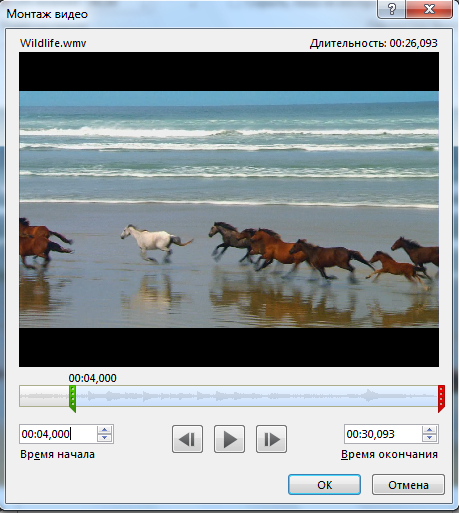 Монтаж видео
Wildlife.wmv Длительность: 00:26,093
00:04,000
00:04,000 00:30,093
Время начала Время окончания
ОК Отмена